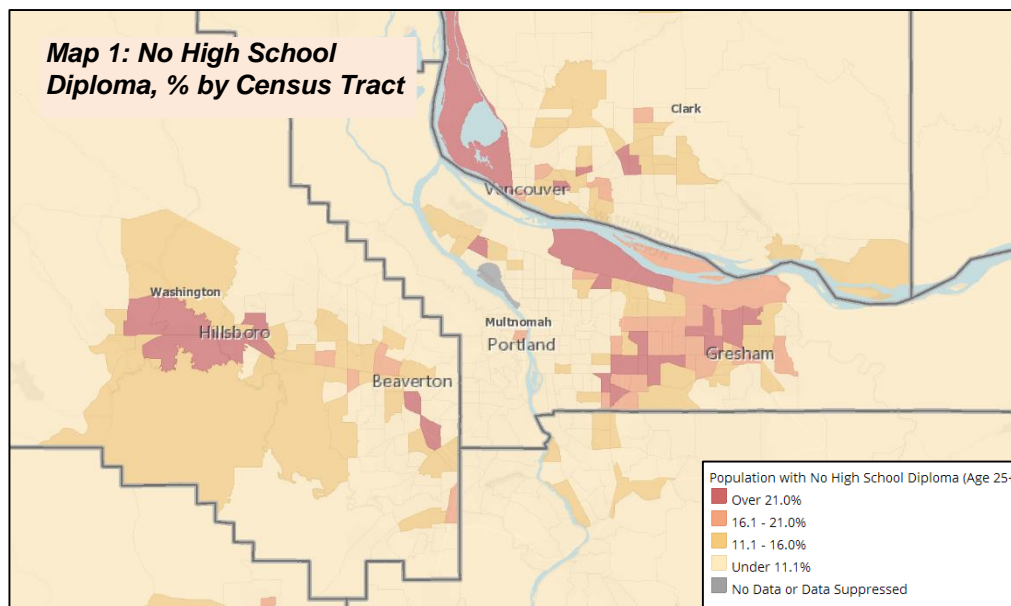 Map 1: No High School
Diploma, % by Census Tract
Clark
Vancouver
WASHINGTON
Washington
Hillsboro
Multnomah
Portland
Gresham
Beaverton
Population with No High School Diploma (Age 25+
Over 21.0%
16.1 - 21.0%
11.1 - 16.0%
Under 11.1%
No Data or Data Suppressed